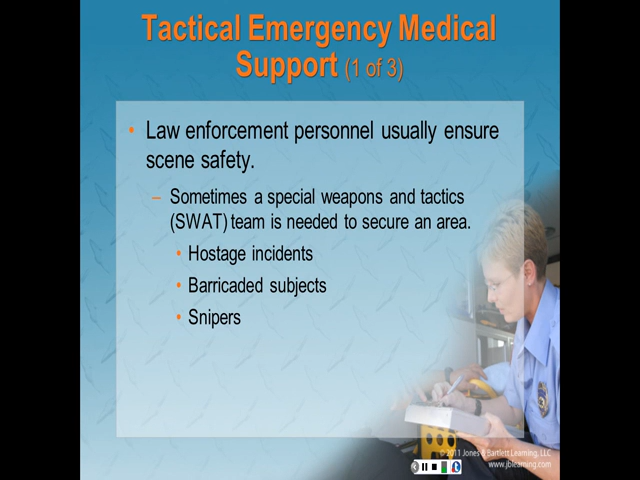 Tactical Emergency Medical
Support (1 of 3)
• Law enforcement personnel usually ensure
scene safety.
– Sometimes a special weapons and tactics
(SWAT) team is needed to secure an area.
• Hostage incidents
• Barricaded subjects
• Snipers
© 2011 Jones & Bartlett Learning, LLC
www.jblearning.com